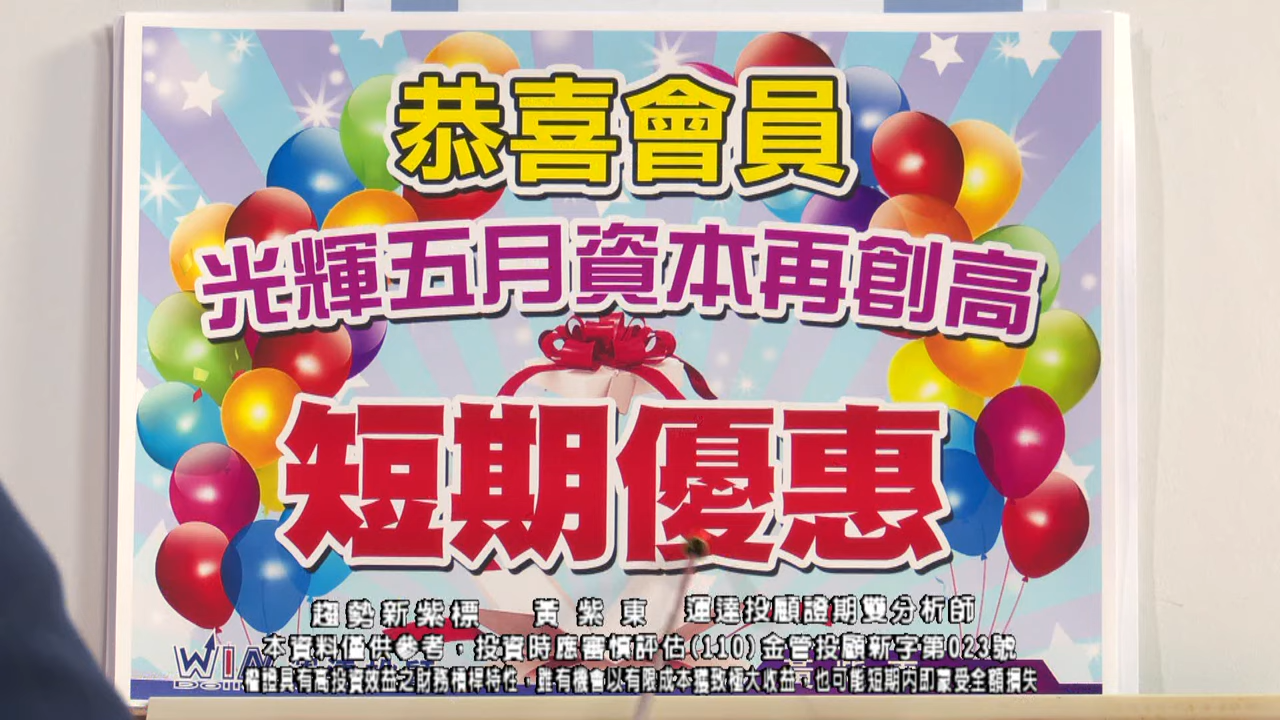 恭喜會員
光輝五月資本再創高
短期優惠
趨勢新紫標 黃紫東 運達投顧證期雙分析師
本資料僅供參考，投資時應審慎評估(110)金管投顧新字第023號
WIN
權證具有高投資效益之財務槓桿特性，雖有機會以有限成本獲致極大收益，也可能短期內即蒙受全額損失